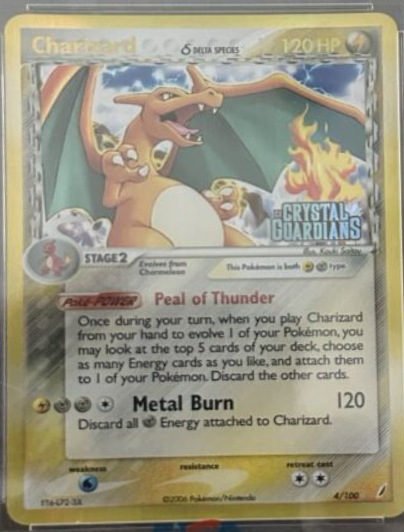 Charizard δ DELTA SPECIES 120 HP
EX
CRYSTAL
GUARDIANS
Illus. Kouki Saitou
STAGE 2 Evolves from
Charmeleon
This Pokémon is both type
Poké-POWER Peal of Thunder
Once during your turn, when you play Charizard
from your hand to evolve 1 of your Pokémon, you
may look at the top 5 cards of your deck, choose
as many Energy cards as you like, and attach them
to 1 of your Pokémon. Discard the other cards.
Metal Burn 120
Discard all Energy attached to Charizard.
weakness resistance retreat cost
©2006 Pokémon/Nintendo 4/100